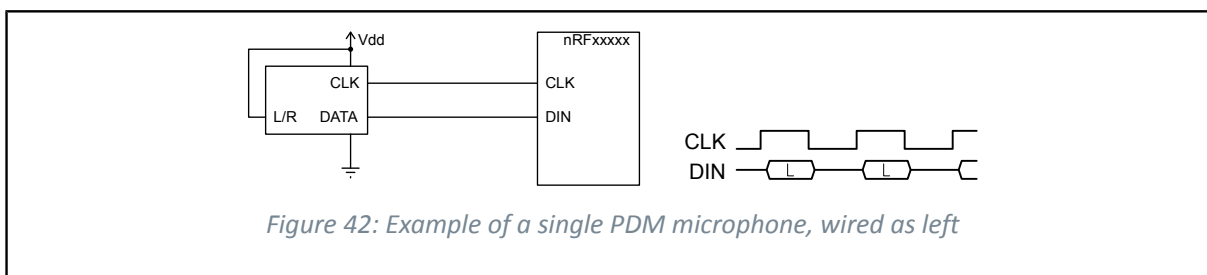 Vdd
nRFxxxxx
CLK
CLK
L/R
DATA
DIN
CLK
DIN
L
L
Figure 42: Example of a single PDM microphone, wired as left